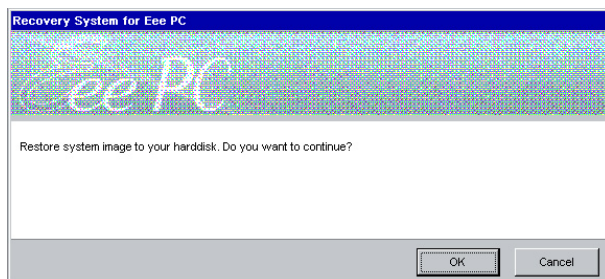 Recovery System for Eee PC
Eee PC
Restore system image to your harddisk. Do you want to continue?
OK
Cancel